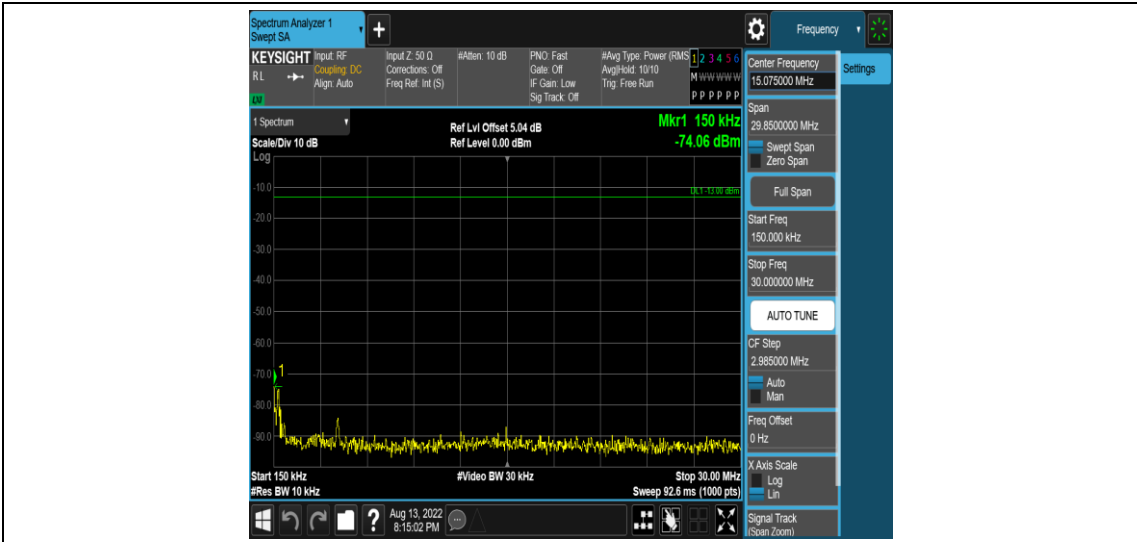 Spectrum Analyzer 1
Swept SA
+
Frequency
KEYSIGHT
RL
Input: RF
Coupling: DC
Align: Auto
Input Z: 50 Ω
Corrections: Off
Freq Ref: Int (S)
#Atten: 10 dB
PNO: Fast
Gate: Off
IF Gain: Low
Sig Track: Off
#Avg Type: Power (RMS
Avg|Hold: 10/10
Trig: Free Run
1 2 3 4 5 6
M W W W W W
P P P P P P
1 Spectrum
Scale/Div 10 dB
Log
Ref Lvl Offset 5.04 dB
Ref Level 0.00 dBm
Mkr1 150 kHz
-74.06 dBm
DL1 -13.00 dBm
-10.0
-20.0
-30.0
-40.0
-50.0
-60.0
-70.0
1
-80.0
-90.0
Start 150 kHz
#Res BW 10 kHz
#Video BW 30 kHz
Stop 30.00 MHz
Sweep 92.6 ms (1000 pts)
?
Aug 13, 2022
8:15:02 PM
Center Frequency
15.075000 MHz
Settings
Span
29.8500000 MHz
Swept Span
Zero Span
Full Span
Start Freq
150.000 kHz
Stop Freq
30.000000 MHz
AUTO TUNE
CF Step
2.985000 MHz
Auto
Man
Freq Offset
0 Hz
X Axis Scale
Log
Lin
Signal Track
(Span Zoom)